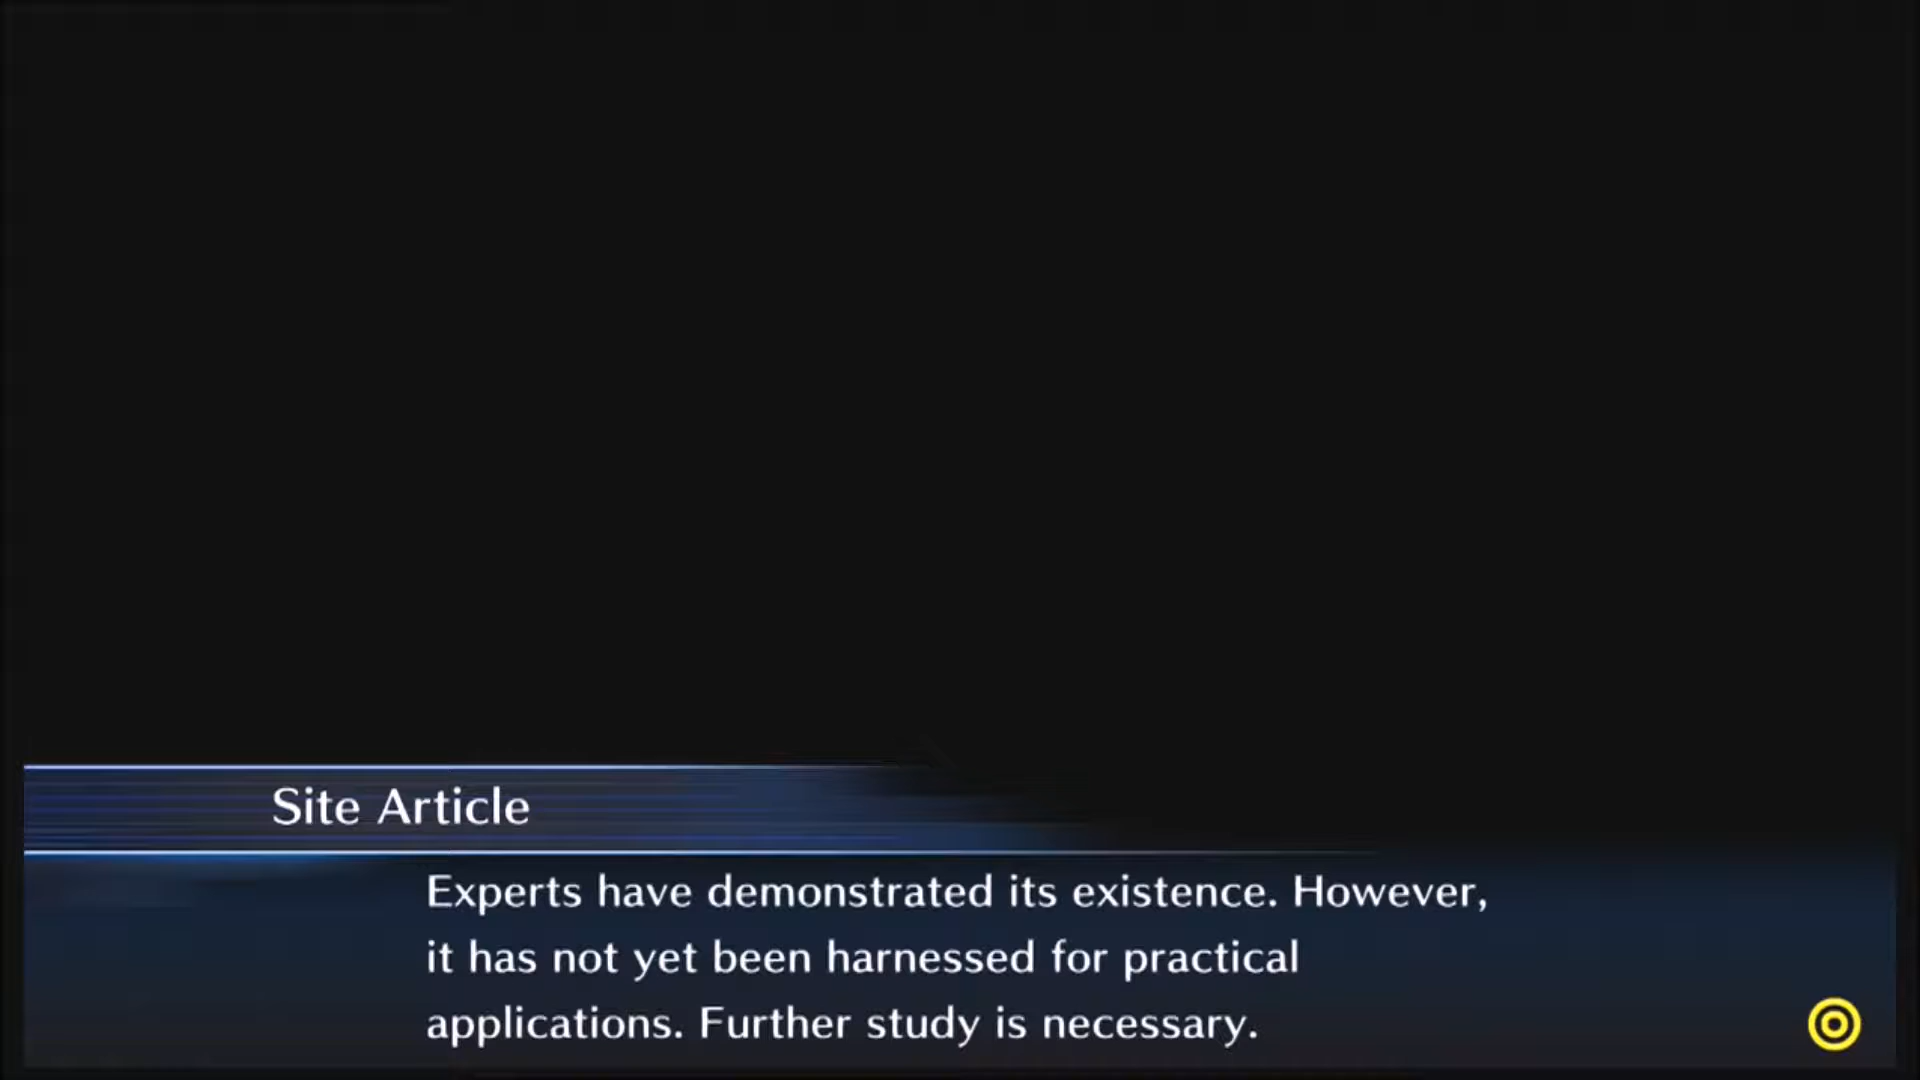 Site Article
Experts have demonstrated its existence. However,
it has not yet been harnessed for practical
applications. Further study is necessary.